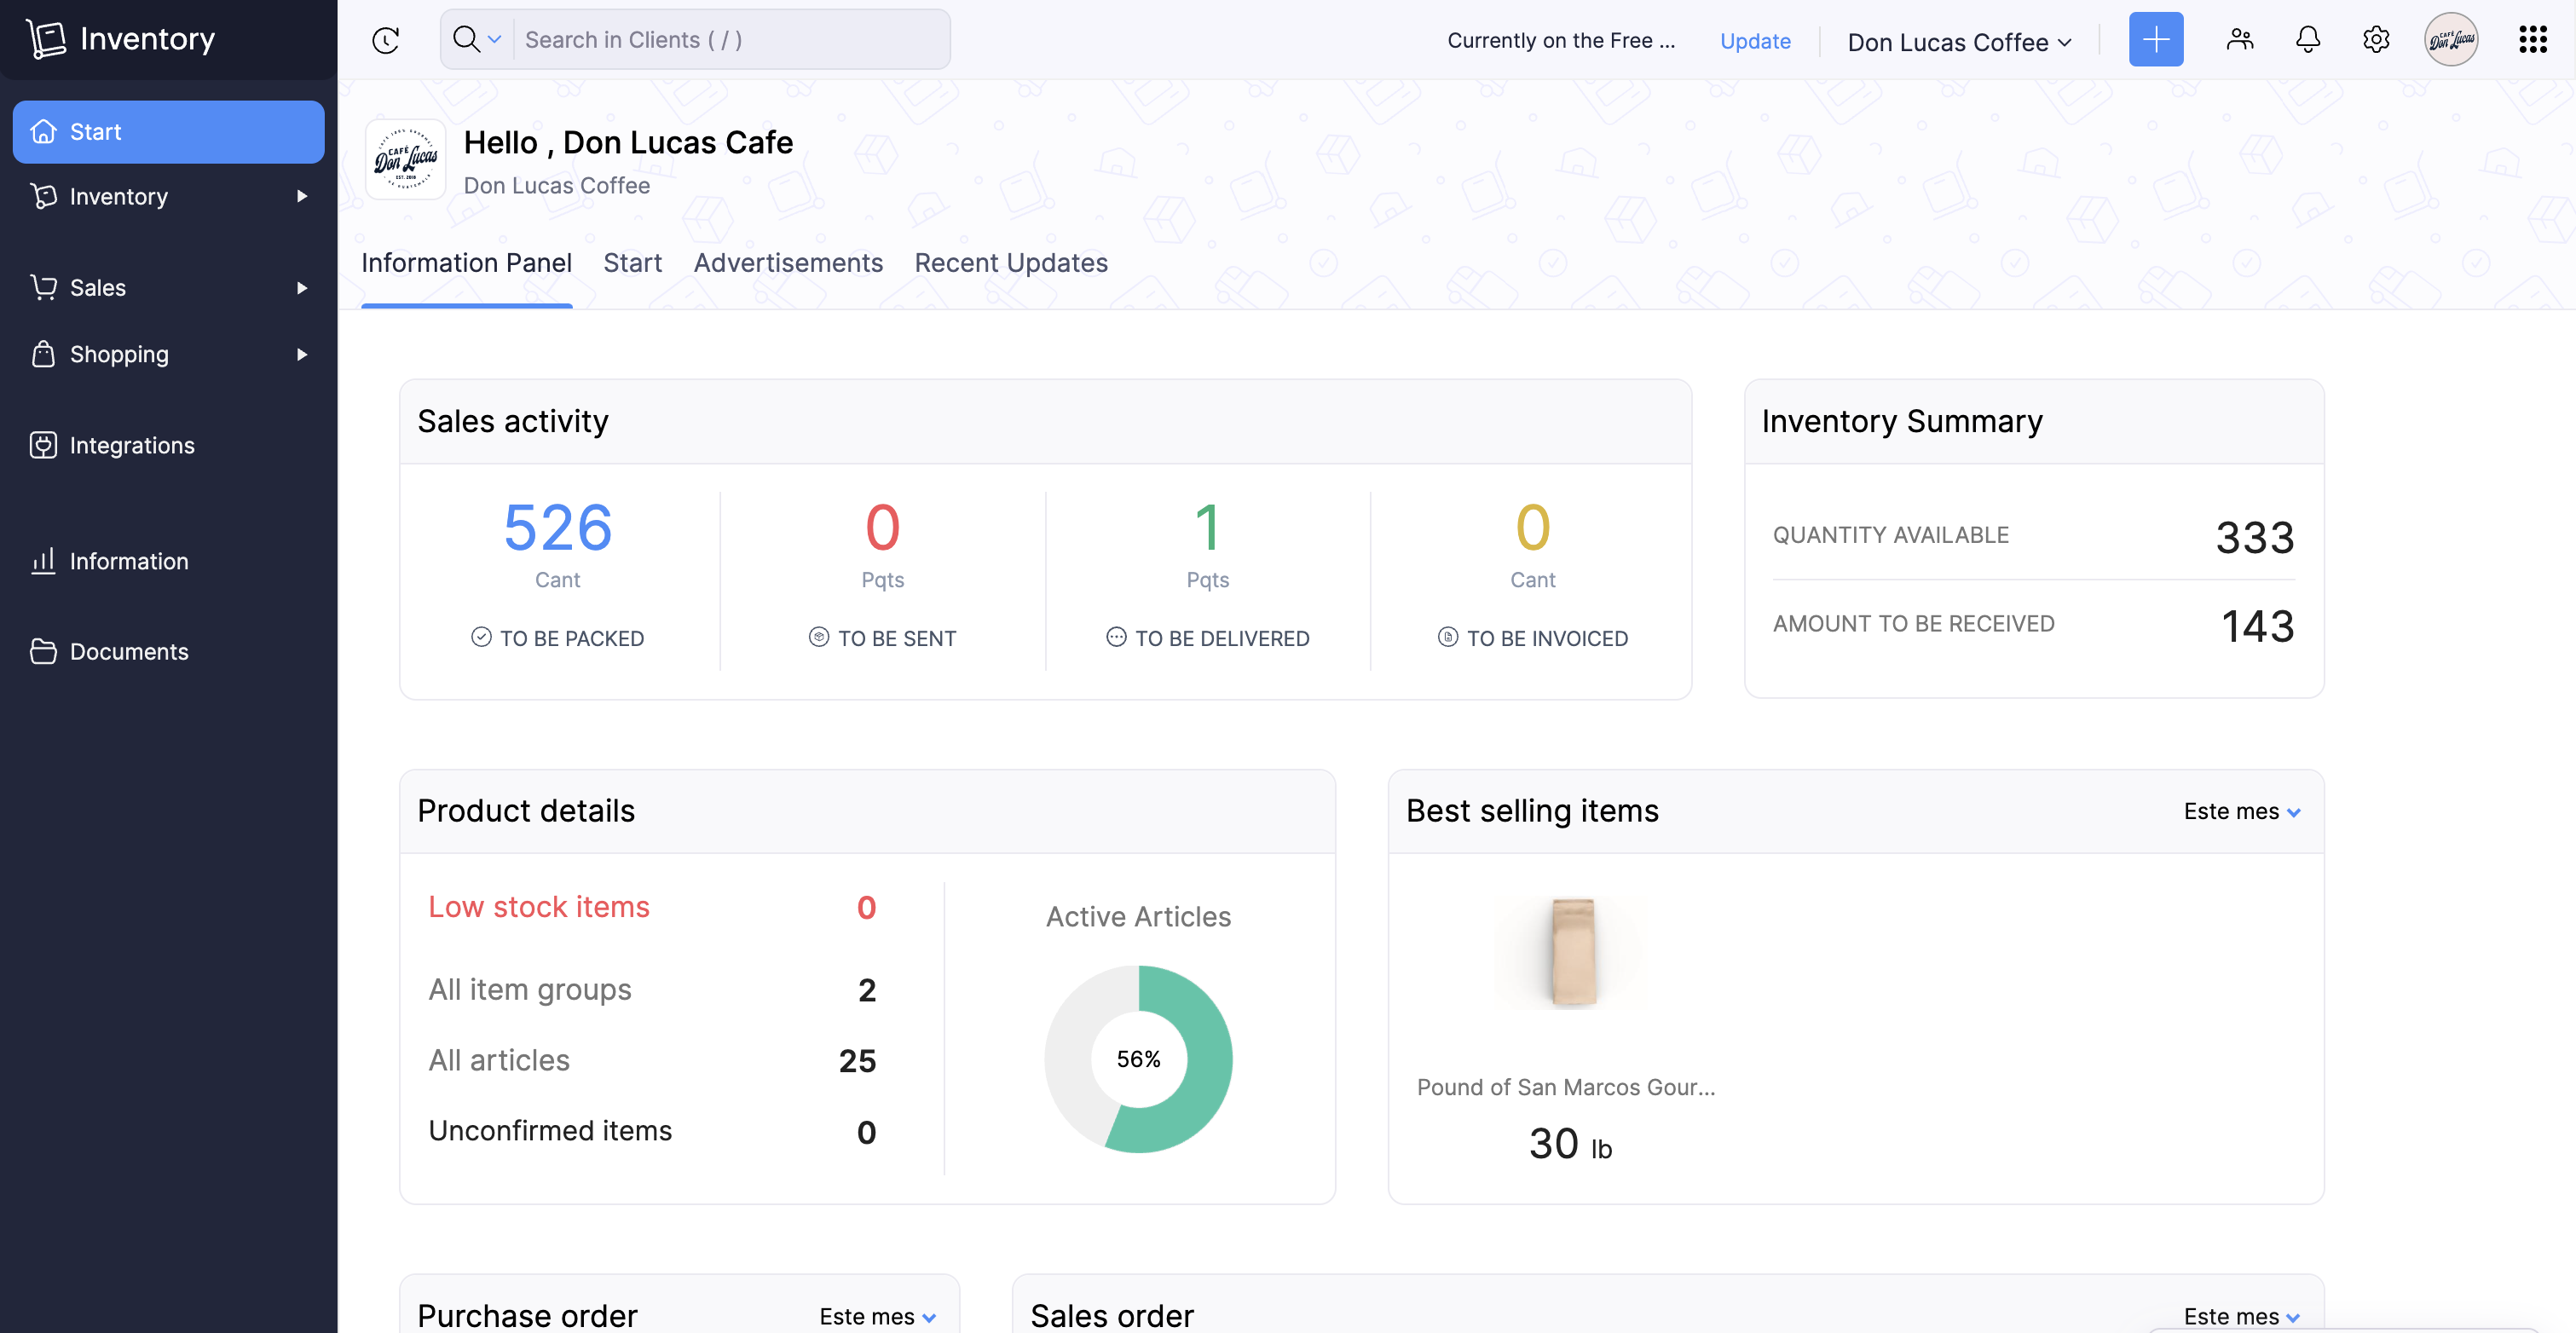 Inventory
Search in Clients ( / )
Currently on the Free ...
Update
Don Lucas Coffee
Start
Inventory
Sales
Shopping
Integrations
Information
Documents
CAFÉ
Don Lucas
EST. 2008
Hello , Don Lucas Cafe
Don Lucas Coffee
Information Panel
Start
Advertisements
Recent Updates
Sales activity
526
Cant
TO BE PACKED
0
Pqts
TO BE SENT
1
Pqts
TO BE DELIVERED
0
Cant
TO BE INVOICED
Inventory Summary
QUANTITY AVAILABLE 333
AMOUNT TO BE RECEIVED 143
Product details
Low stock items 0
All item groups 2
All articles 25
Unconfirmed items 0
Active Articles
56%
Best selling items
Este mes
Pound of San Marcos Gour...
30 lb
Purchase order
Este mes
Sales order
Este mes